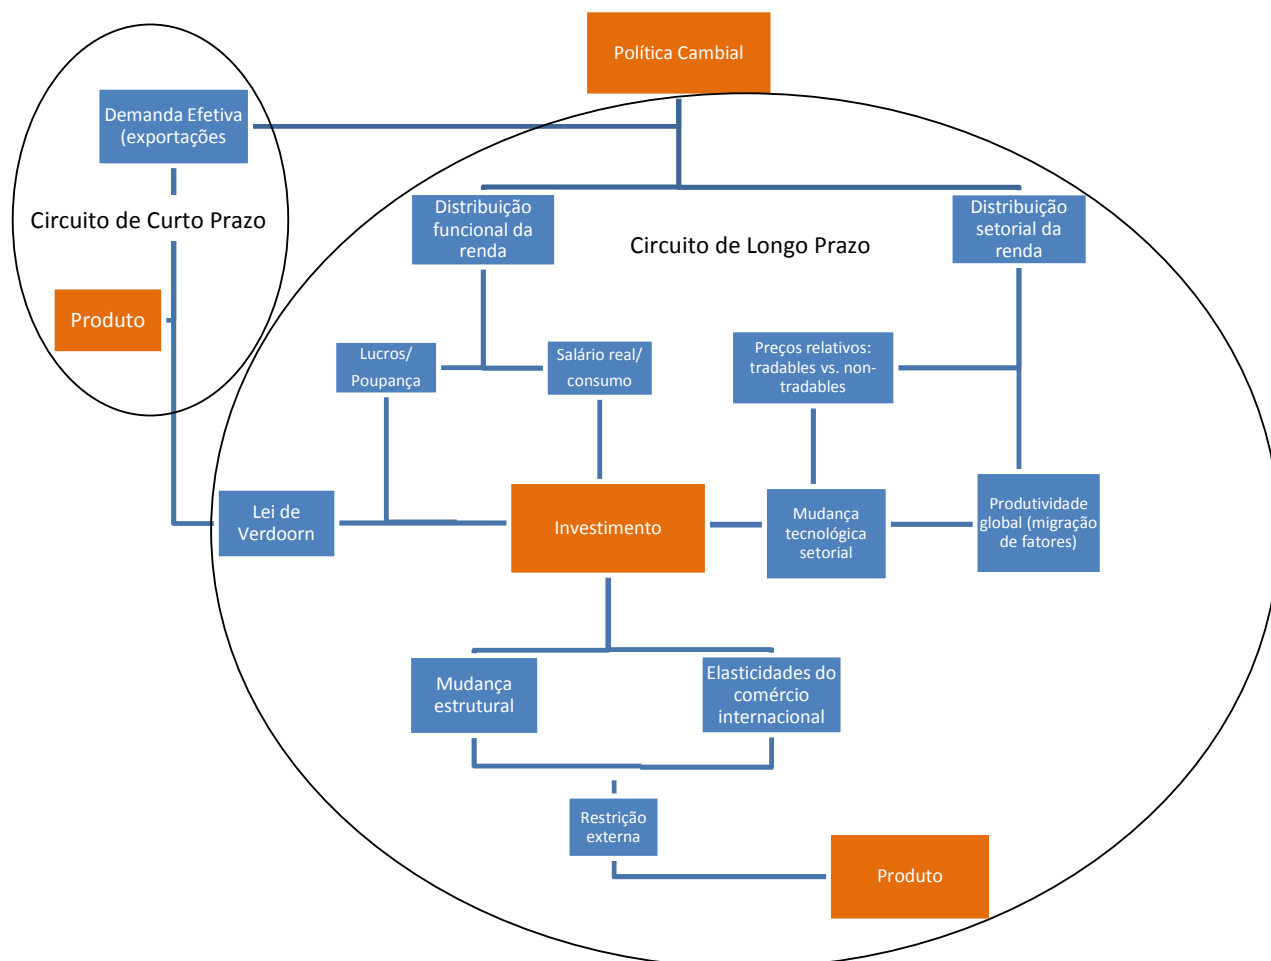 Política Cambial
Demanda Efetiva
(exportações
Circuito de Curto Prazo
Produto
Distribuição
funcional da
renda
Circuito de Longo Prazo
Distribuição
setorial da
renda
Lucros/
Poupança
Salário real/
consumo
Preços relativos:
tradables vs. non-
tradables
Lei de
Verdoorn
Investimento
Mudança
tecnológica
setorial
Produtividade
global (migração
de fatores)
Mudança
estrutural
Elasticidades do
comércio
internacional
Restrição
externa
Produto